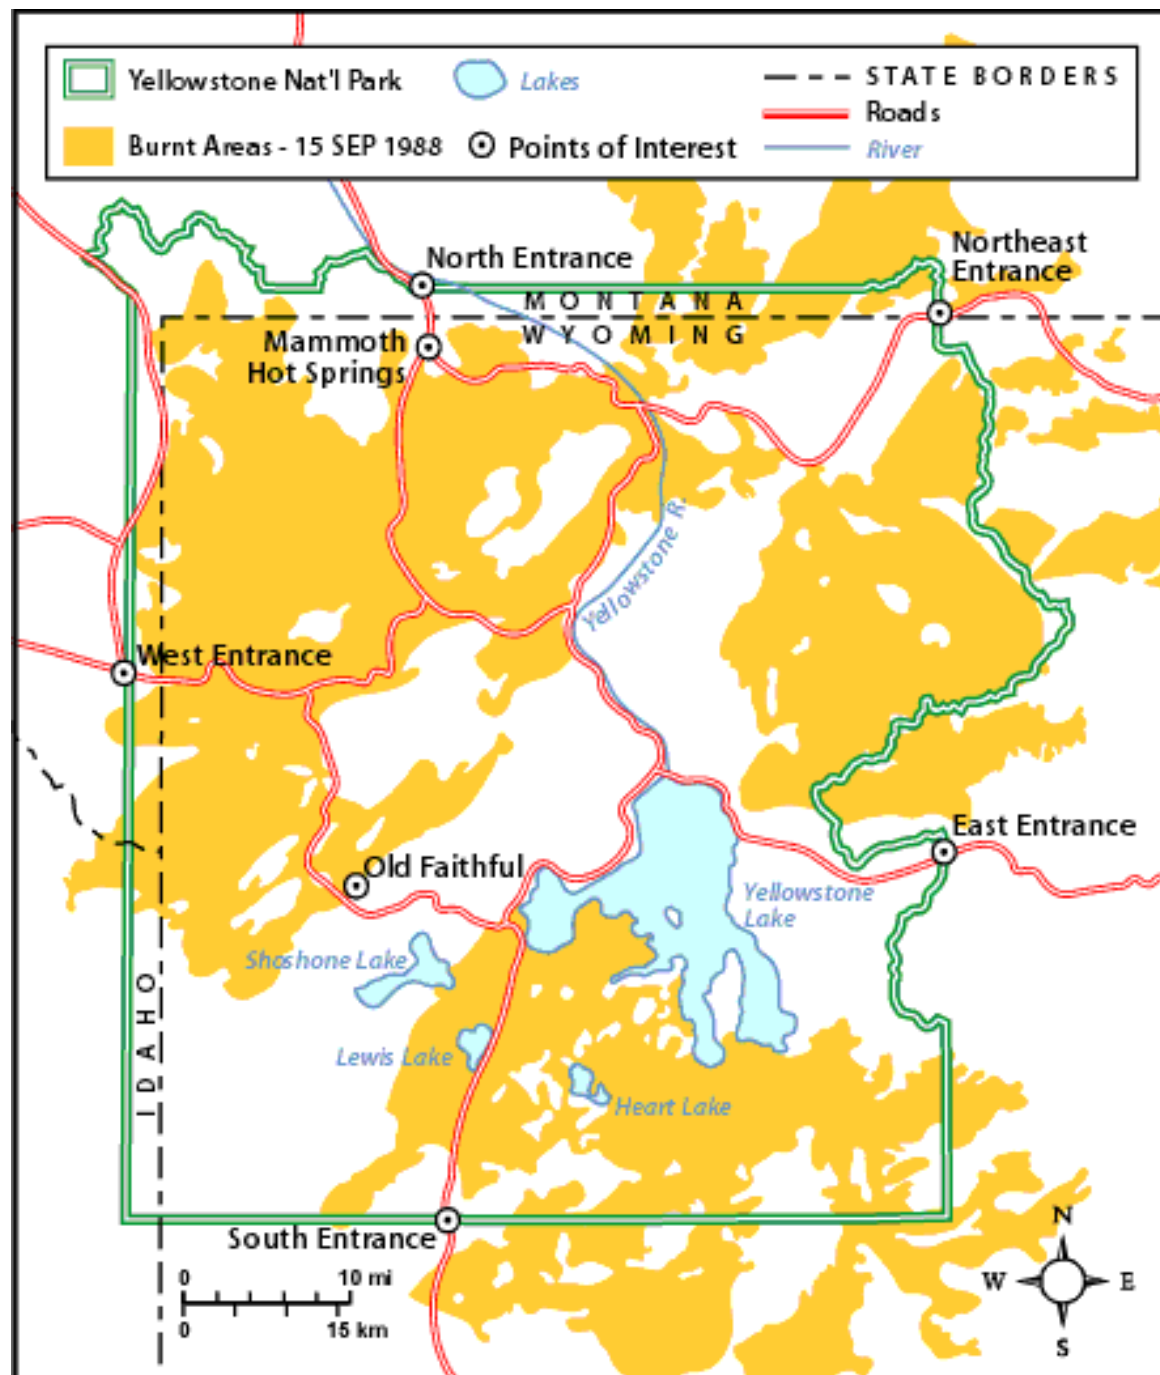 Yellowstone Nat'l Park
Lakes
STATE BORDERS
Roads
Burnt Areas - 15 SEP 1988
Points of Interest
River
North Entrance
Northeast
Entrance
MONTANA
WYOMING
Mammoth
Hot Springs
Yellowstone R.
West Entrance
East Entrance
Old Faithful
Yellowstone
Lake
Shoshone Lake
IDAHO
Lewis Lake
Heart Lake
South Entrance
N
W
E
S
0
10 mi
0
15 km